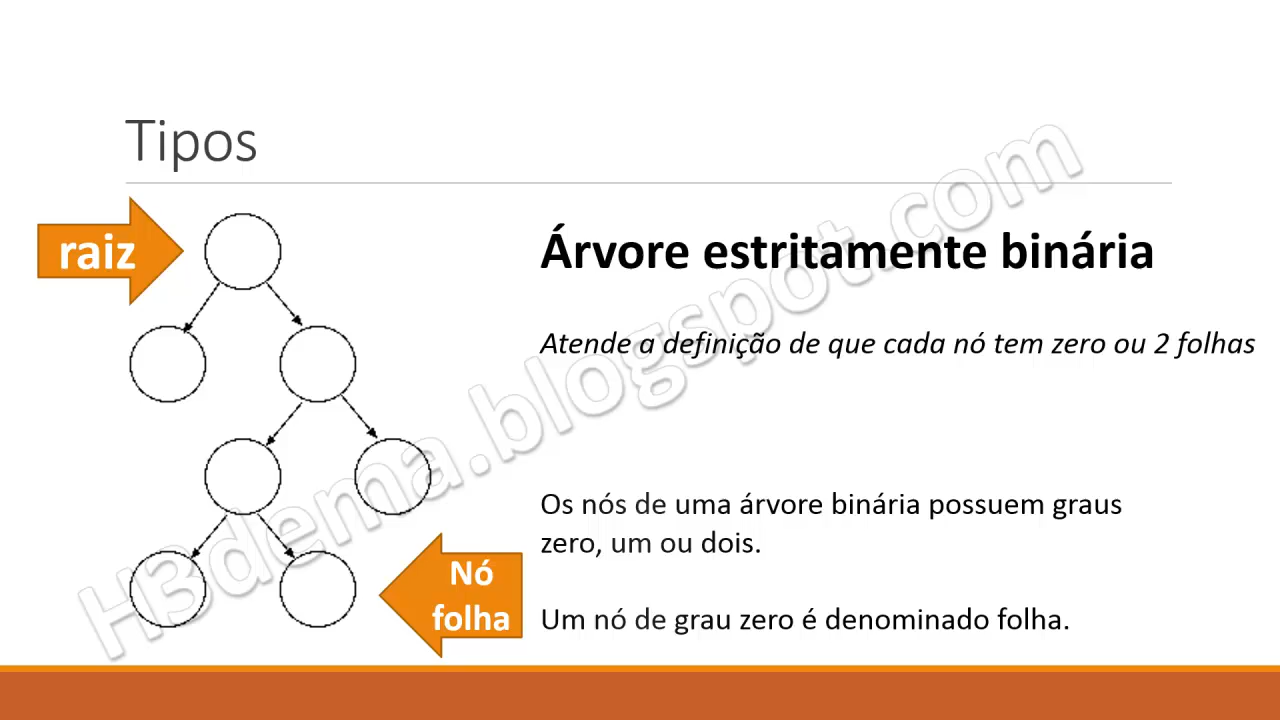 Tipos
raiz
Árvore estritamente binária
Atende a definição de que cada nó tem zero ou 2 folhas
Os nós de uma árvore binária possuem graus
zero, um ou dois.
Nó
folha
Um nó de grau zero é denominado folha.
H3dema.blogspot.com